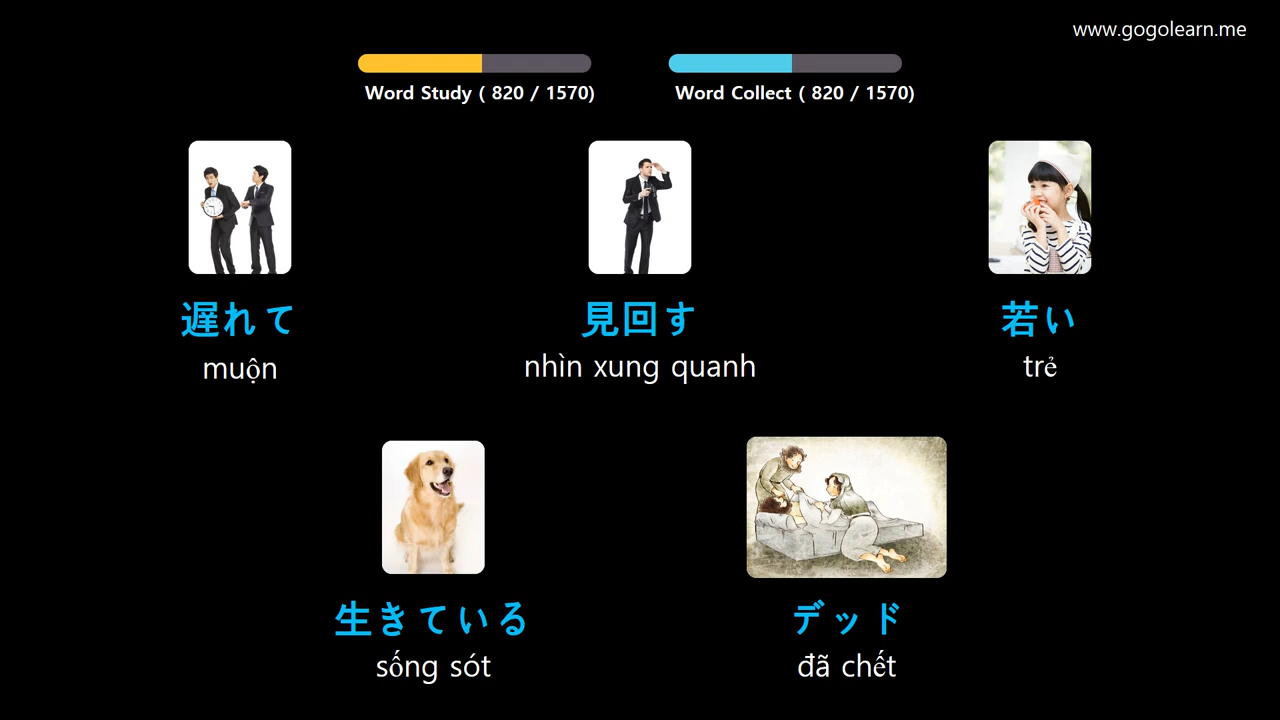 www.gogolearn.me
Word Study ( 820 / 1570)
Word Collect ( 820 / 1570)
遅れて
muộn
見回す
nhìn xung quanh
若い
trẻ
生きている
sống sót
デッド
đã chết